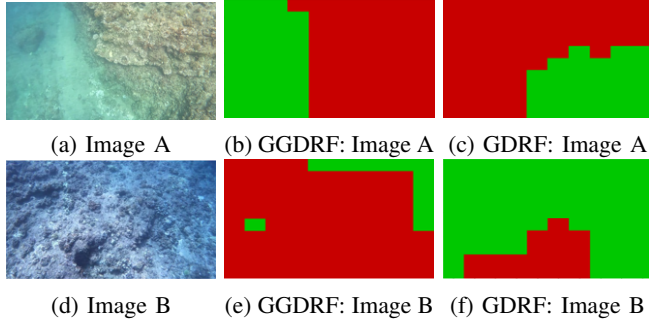 (a) Image A
(b) GGDRF: Image A
(c) GDRF: Image A
(d) Image B
(e) GGDRF: Image B
(f) GDRF: Image B